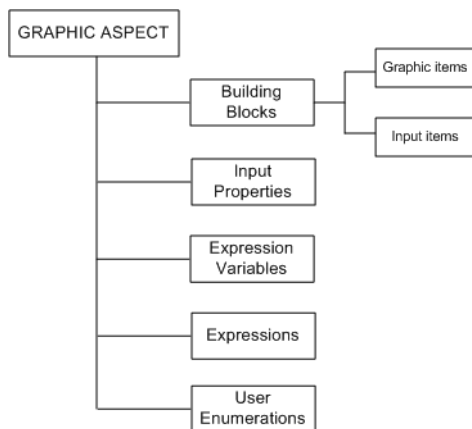 GRAPHIC ASPECT
Building
Blocks
Graphic items
Input items
Input
Properties
Expression
Variables
Expressions
User
Enumerations